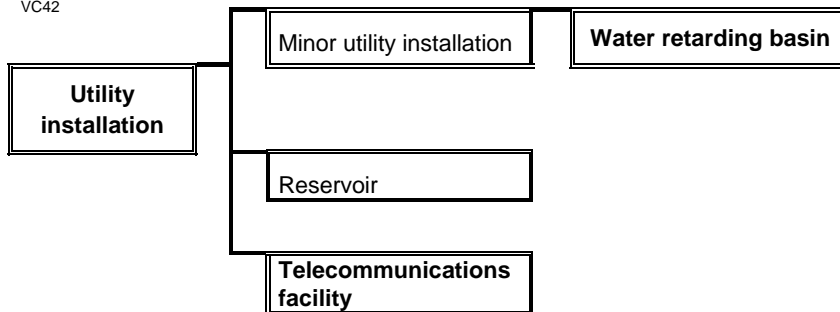 VC42
Minor utility installation
Water retarding basin
Utility
installation
Reservoir
Telecommunications
facility